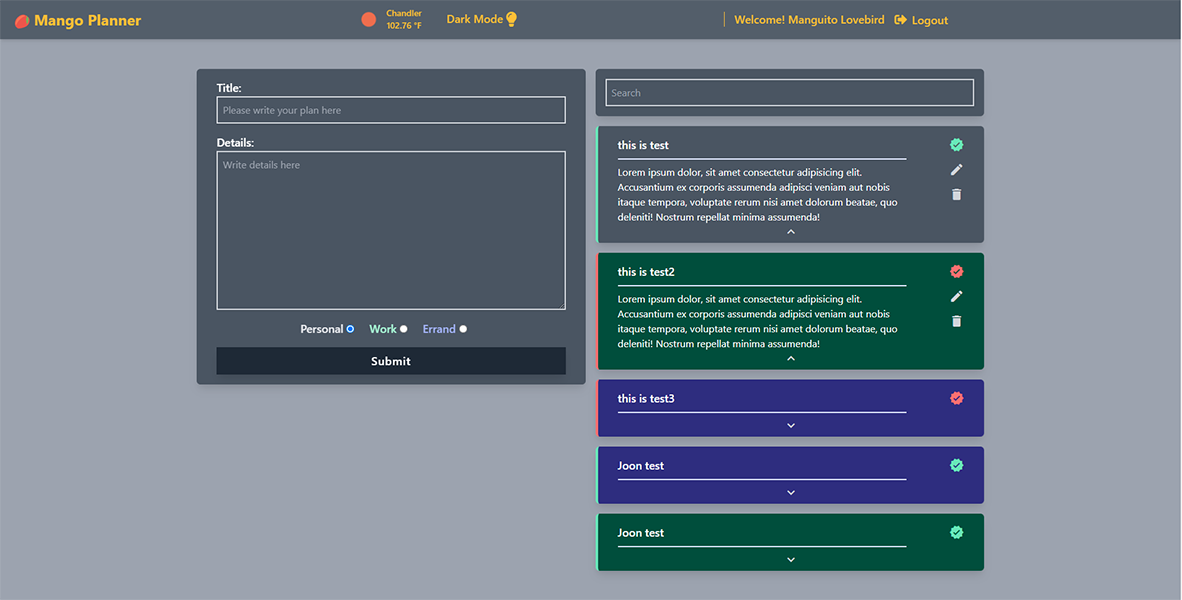 Mango Planner
Chandler
102.76 °F
Dark Mode
Welcome! Manguito Lovebird
Logout
Title:
Please write your plan here
Details:
Write details here
Personal
Work
Errand
Submit
Search
this is test
Lorem ipsum dolor, sit amet consectetur adipisicing elit.
Accusantium ex corporis assumenda adipisci veniam aut nobis
itaque tempora, voluptate rerum nisi amet dolorum beatae, quo
deleniti! Nostrum repellat minima assumenda!
this is test2
Lorem ipsum dolor, sit amet consectetur adipisicing elit.
Accusantium ex corporis assumenda adipisci veniam aut nobis
itaque tempora, voluptate rerum nisi amet dolorum beatae, quo
deleniti! Nostrum repellat minima assumenda!
this is test3
Joon test
Joon test